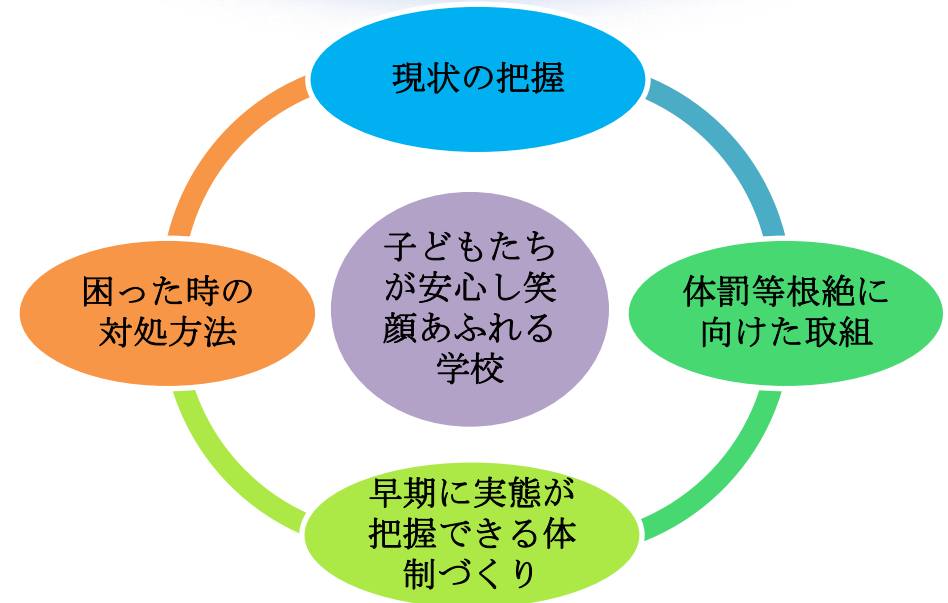 現状の把握
子どもたち
が安心し笑
顔あふれる
学校
困った時の
対処方法
体罰等根絶に
向けた取組
早期に実態が
把握できる体
制づくり